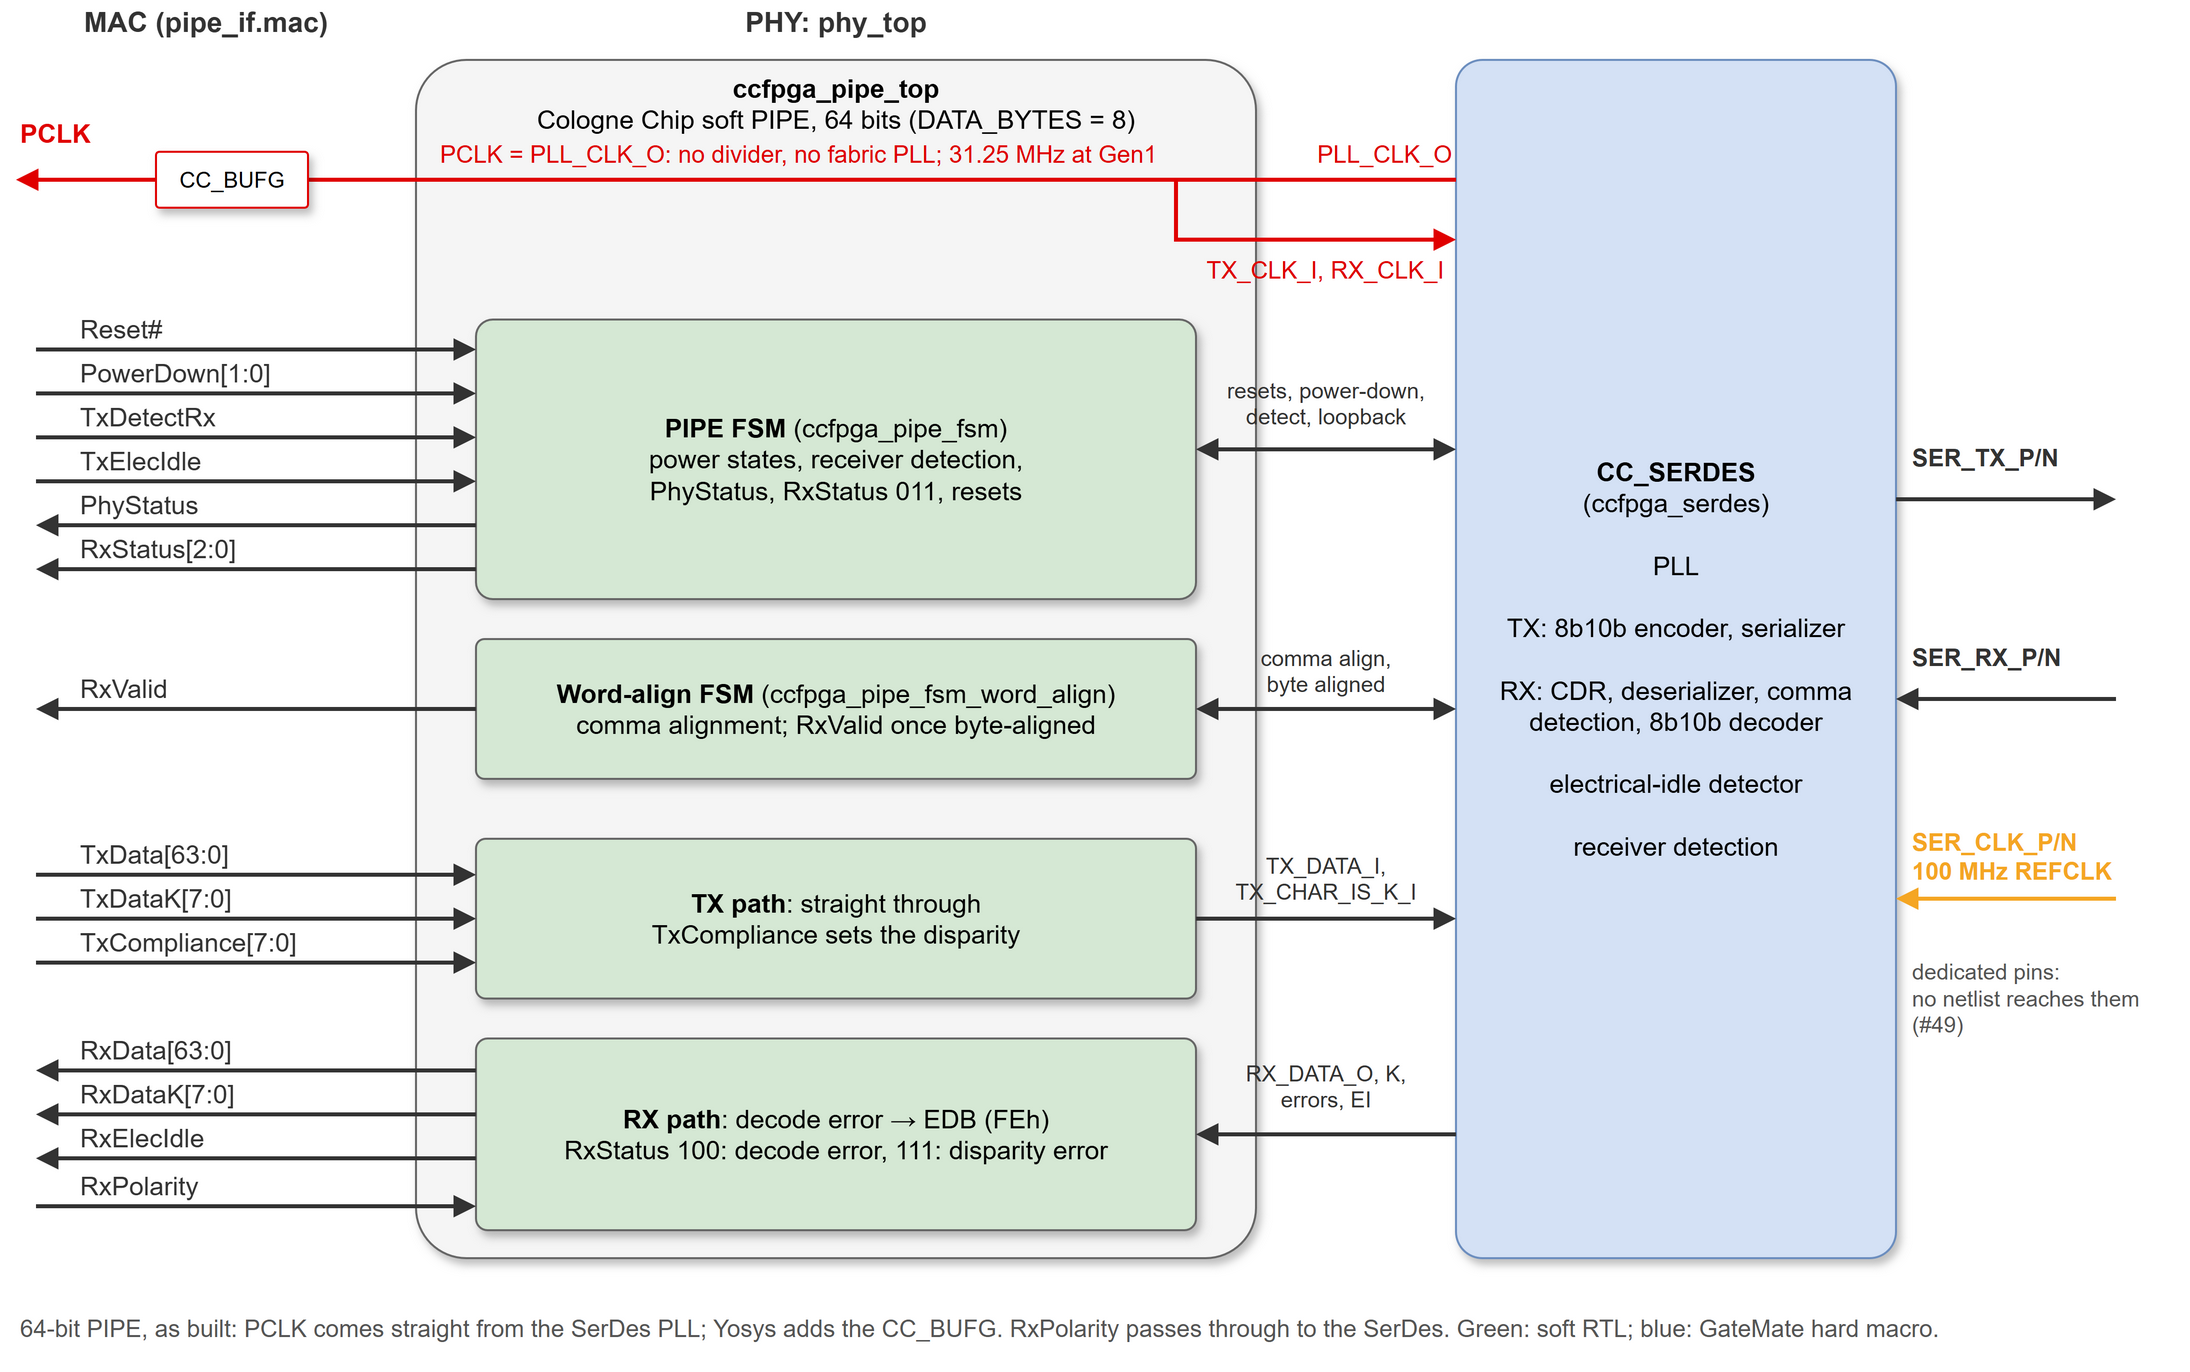 MAC (pipe_if.mac)
PHY: phy_top
ccfpga_pipe_top
Cologne Chip soft PIPE, 64 bits (DATA_BYTES = 8)
PCLK
PCLK = PLL_CLK_O: no divider, no fabric PLL; 31.25 MHz at Gen1
PLL_CLK_O
CC_BUFG
TX_CLK_I, RX_CLK_I
Reset#
PowerDown[1:0]
TxDetectRx
TxElecIdle
PhyStatus
RxStatus[2:0]
PIPE FSM (ccfpga_pipe_fsm)
power states, receiver detection,
PhyStatus, RxStatus 011, resets
resets, power-down,
detect, loopback
RxValid
Word-align FSM (ccfpga_pipe_fsm_word_align)
comma alignment; RxValid once byte-aligned
comma align,
byte aligned
TxData[63:0]
TxDataK[7:0]
TxCompliance[7:0]
TX path: straight through
TxCompliance sets the disparity
TX_DATA_I,
TX_CHAR_IS_K_I
RxData[63:0]
RxDataK[7:0]
RxElecIdle
RxPolarity
RX path: decode error → EDB (FEh)
RxStatus 100: decode error, 111: disparity error
RX_DATA_O, K,
errors, EI
CC_SERDES
(ccfpga_serdes)
PLL
TX: 8b10b encoder, serializer
RX: CDR, deserializer, comma
detection, 8b10b decoder
electrical-idle detector
receiver detection
SER_TX_P/N
SER_RX_P/N
SER_CLK_P/N
100 MHz REFCLK
dedicated pins:
no netlist reaches them
(#49)
64-bit PIPE, as built: PCLK comes straight from the SerDes PLL; Yosys adds the CC_BUFG. RxPolarity passes through to the SerDes. Green: soft RTL; blue: GateMate hard macro.